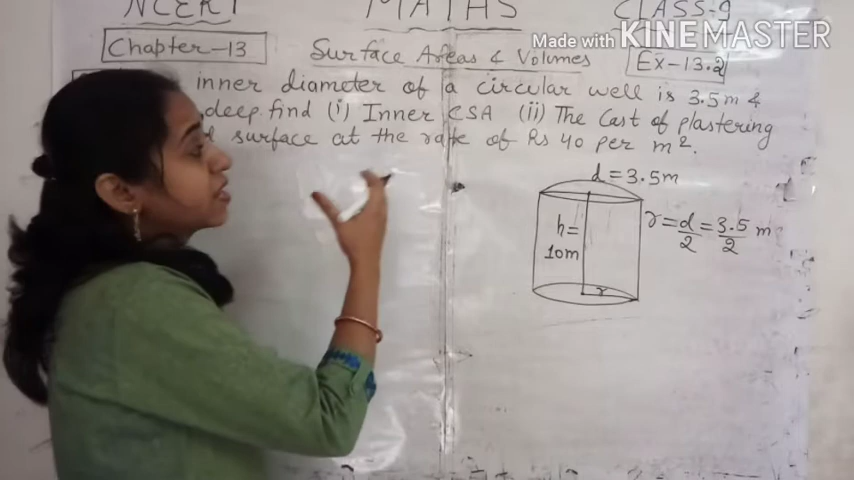 NCERT MATHS CLASS-9
Made with KINEMASTER
Chapter-13 Surface Areas & Volumes Ex-13.2
inner diameter of a circular well is 3.5m &
deep find (i) Inner CSA (ii) The Cast of plastering
surface at the rate of Rs 40 per m².
d = 3.5m
h=
10m
r = d/2 = 3.5/2 m
r